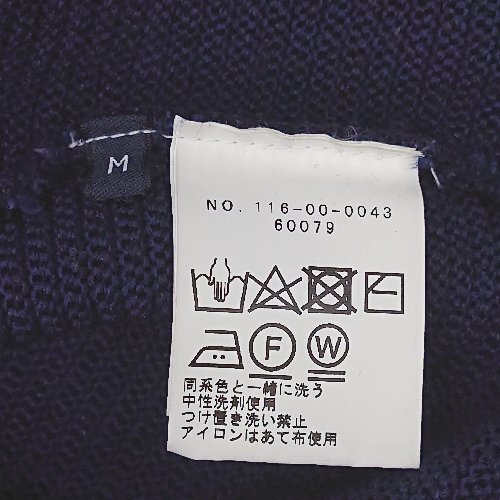 M
NO. 116-00-0043
60079
F W
同系色と一緒に洗う
中性洗剤使用
つけ置き洗い禁止
アイロンはあて布使用